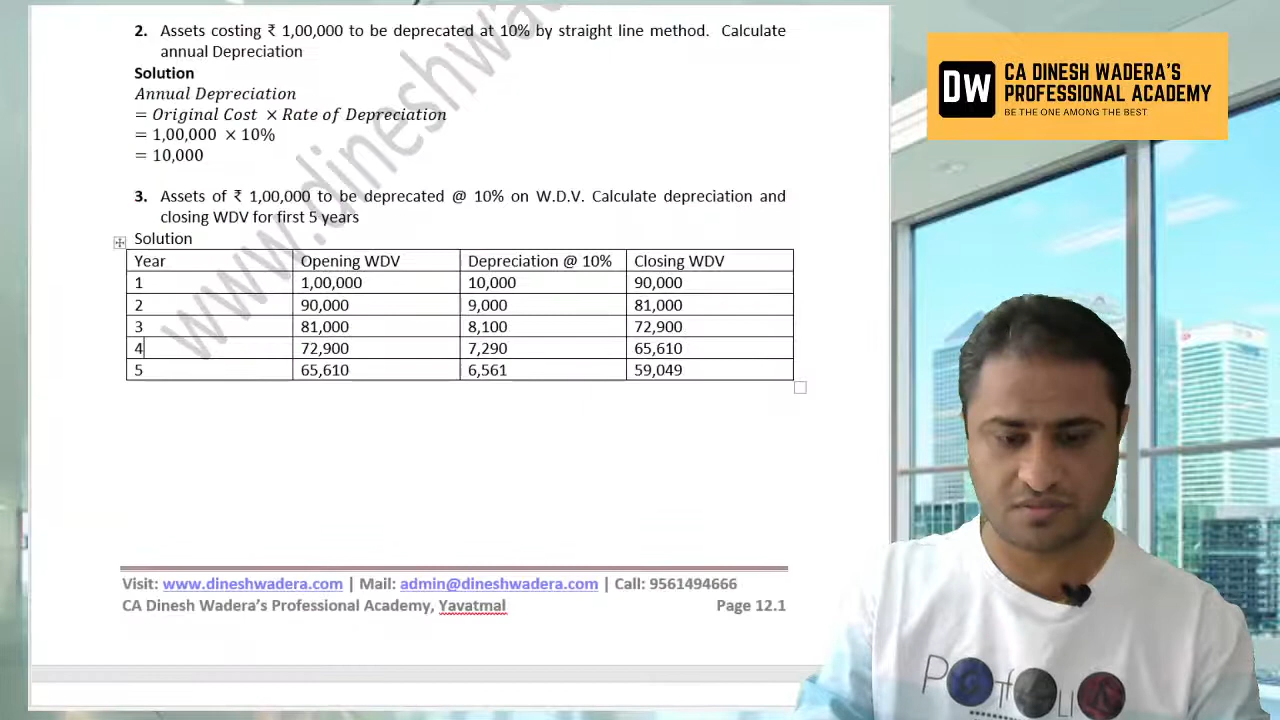 2. Assets costing ₹ 1,00,000 to be deprecated at 10% by straight line method. Calculate
annual Depreciation
Solution
Annual Depreciation
= Original Cost × Rate of Depreciation
= 1,00,000 × 10%
= 10,000
3. Assets of ₹ 1,00,000 to be deprecated @ 10% on W.D.V. Calculate depreciation and
closing WDV for first 5 years
Solution
Year Opening WDV Depreciation @ 10% Closing WDV
1 1,00,000 10,000 90,000
2 90,000 9,000 81,000
3 81,000 8,100 72,900
4 72,900 7,290 65,610
5 65,610 6,561 59,049
Visit: www.dineshwadera.com | Mail: admin@dineshwadera.com | Call: 9561494666
CA Dinesh Wadera's Professional Academy, Yavatmal Page 12.1
www.dineshwa
DW
CA DINESH WADERA'S
PROFESSIONAL ACADEMY
BE THE ONE AMONG THE BEST